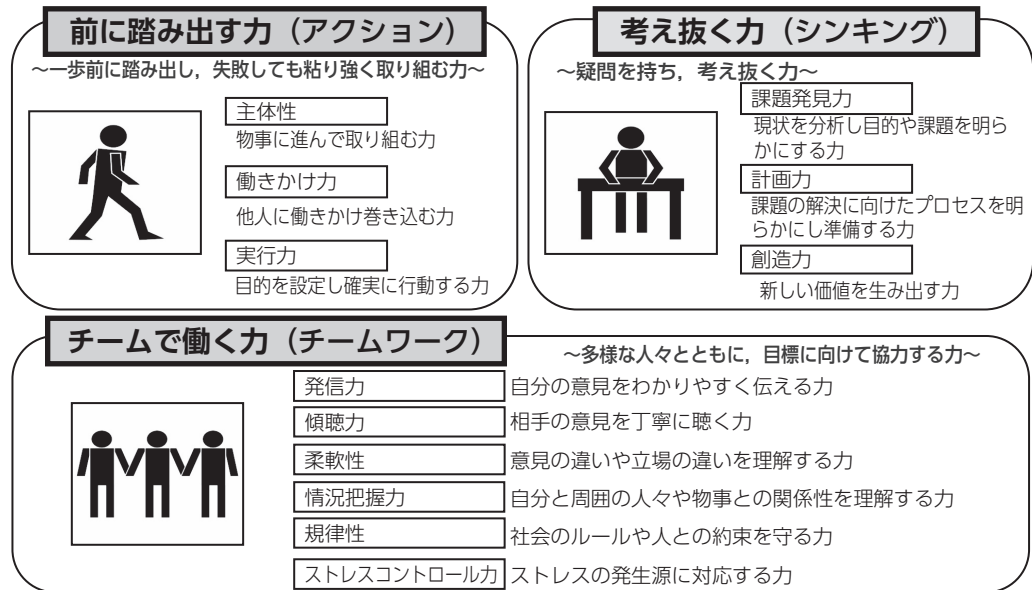 前に踏み出す力（アクション）
～一歩前に踏み出し，失敗しても粘り強く取り組む力～
主体性
物事に進んで取り組む力
働きかけ力
他人に働きかけ巻き込む力
実行力
目的を設定し確実に行動する力
考え抜く力（シンキング）
～疑問を持ち，考え抜く力～
課題発見力
現状を分析し目的や課題を明ら
かにする力
計画力
課題の解決に向けたプロセスを明
らかにし準備する力
創造力
新しい価値を生み出す力
チームで働く力（チームワーク）
～多様な人々とともに，目標に向けて協力する力～
発信力 自分の意見をわかりやすく伝える力
傾聴力 相手の意見を丁寧に聴く力
柔軟性 意見の違いや立場の違いを理解する力
情況把握力 自分と周囲の人々や物事との関係性を理解する力
規律性 社会のルールや人との約束を守る力
ストレスコントロール力 ストレスの発生源に対応する力